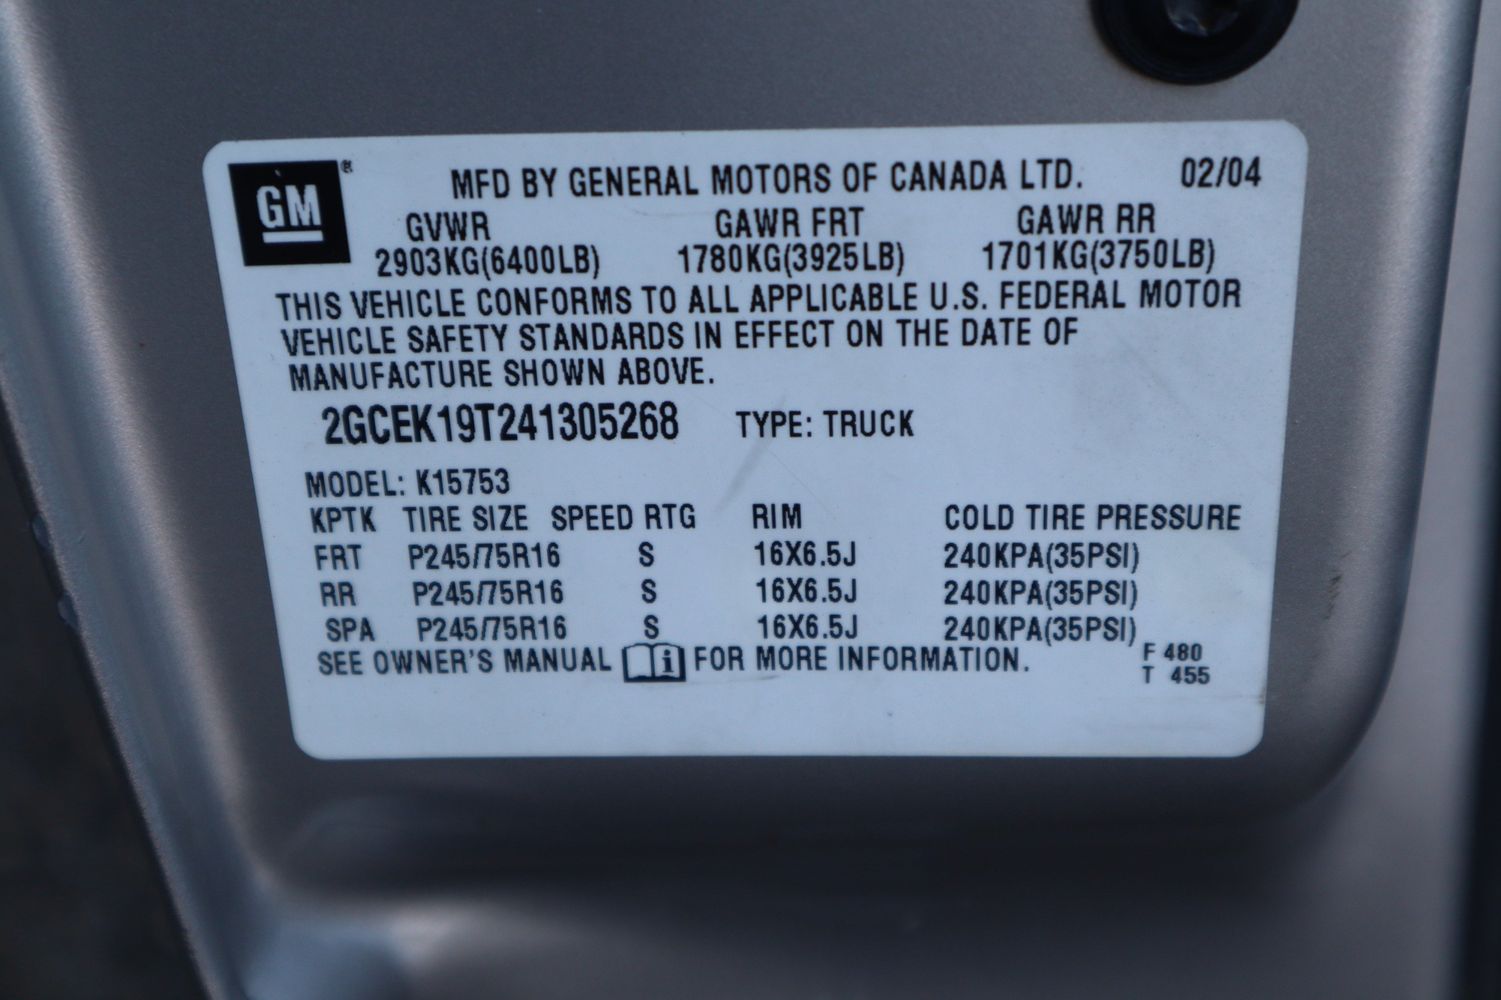 GM ®
MFD BY GENERAL MOTORS OF CANADA LTD. 02/04
GVWR GAWR FRT GAWR RR
2903KG(6400LB) 1780KG(3925LB) 1701KG(3750LB)
THIS VEHICLE CONFORMS TO ALL APPLICABLE U.S. FEDERAL MOTOR
VEHICLE SAFETY STANDARDS IN EFFECT ON THE DATE OF
MANUFACTURE SHOWN ABOVE.
2GCEK19T241305268 TYPE: TRUCK
MODEL: K15753
KPTK TIRE SIZE SPEED RTG RIM COLD TIRE PRESSURE
FRT P245/75R16 S 16X6.5J 240KPA(35PSI)
RR P245/75R16 S 16X6.5J 240KPA(35PSI)
SPA P245/75R16 S 16X6.5J 240KPA(35PSI)
SEE OWNER'S MANUAL i FOR MORE INFORMATION.
F 480
T 455